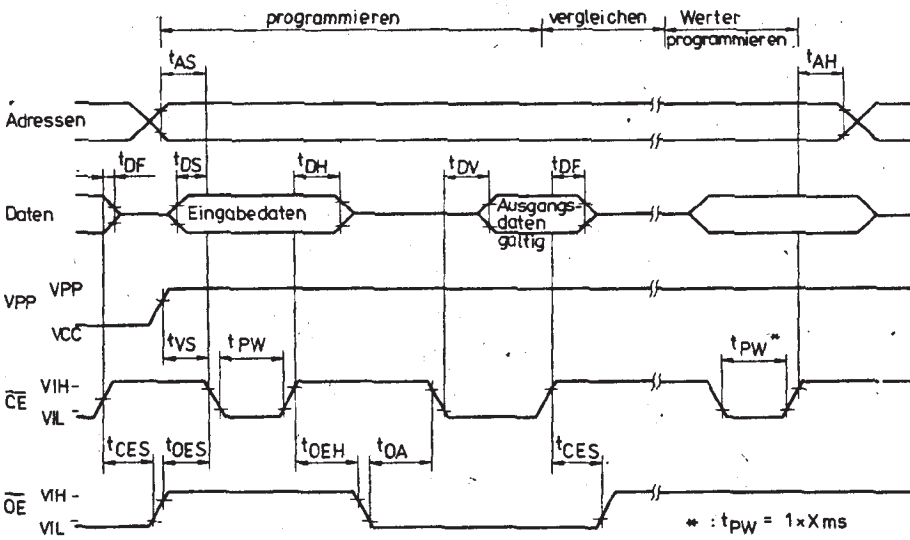 programmieren
vergleichen
Werter
programmieren
tAS
tAH
Adressen
tDF
tDS
tDH
tDV
tDF
Daten
Eingabedaten
Ausgangs-
daten
gültig
VPP
VPP
VCC
tVS
tPW
tPW*
CE
VIH
VIL
tCES
tOES
tOEH
tOA
tCES
OE
VIH
VIL
* : tPW = 1×X ms